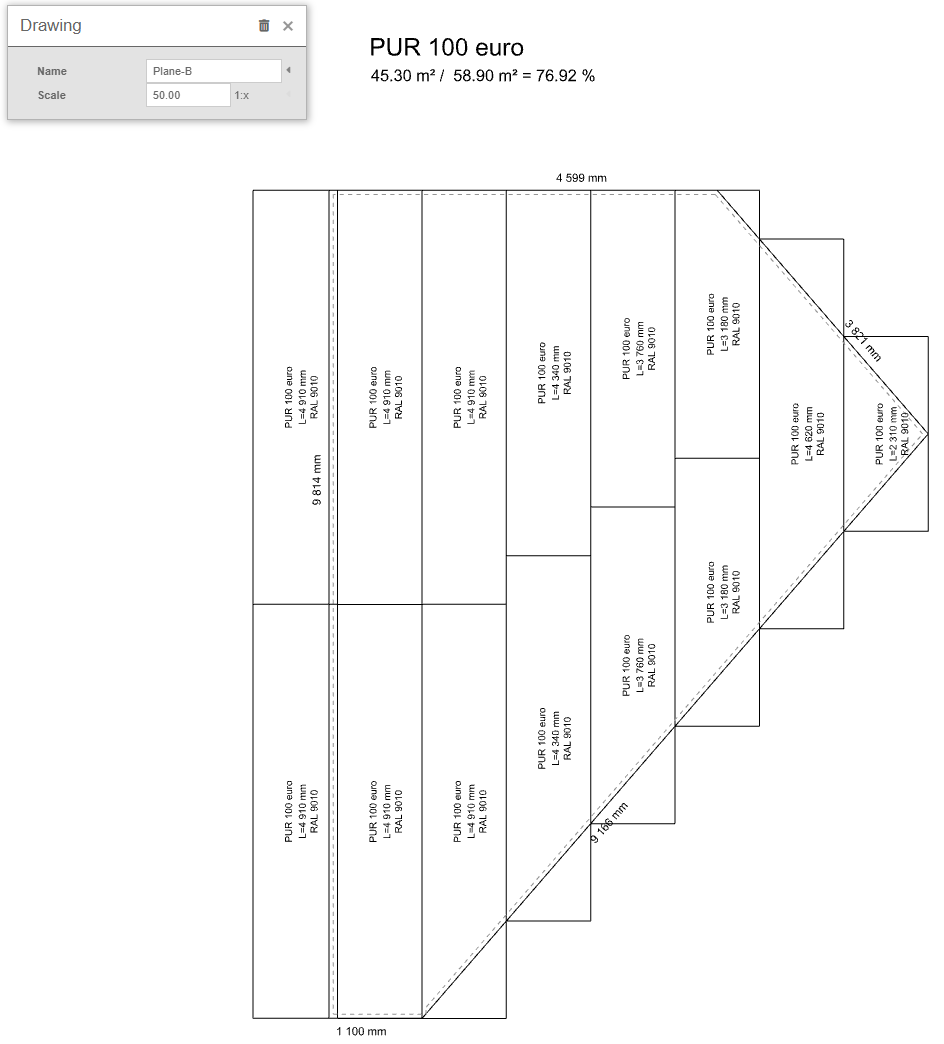 Drawing
Name
Plane-B
Scale
50.00
1:x
PUR 100 euro
45.30 m² / 58.90 m² = 76.92 %
4 599 mm
3 821 mm
PUR 100 euro
L=3 180 mm
RAL 9010
PUR 100 euro
L=3 760 mm
RAL 9010
PUR 100 euro
L=4 340 mm
RAL 9010
PUR 100 euro
L=4 910 mm
RAL 9010
PUR 100 euro
L=4 910 mm
RAL 9010
PUR 100 euro
L=4 910 mm
RAL 9010
PUR 100 euro
L=4 620 mm
RAL 9010
PUR 100 euro
L=2 310 mm
RAL 9010
9 814 mm
PUR 100 euro
L=3 180 mm
RAL 9010
PUR 100 euro
L=3 760 mm
RAL 9010
PUR 100 euro
L=4 340 mm
RAL 9010
PUR 100 euro
L=4 910 mm
RAL 9010
PUR 100 euro
L=4 910 mm
RAL 9010
PUR 100 euro
L=4 910 mm
RAL 9010
9 166 mm
1 100 mm